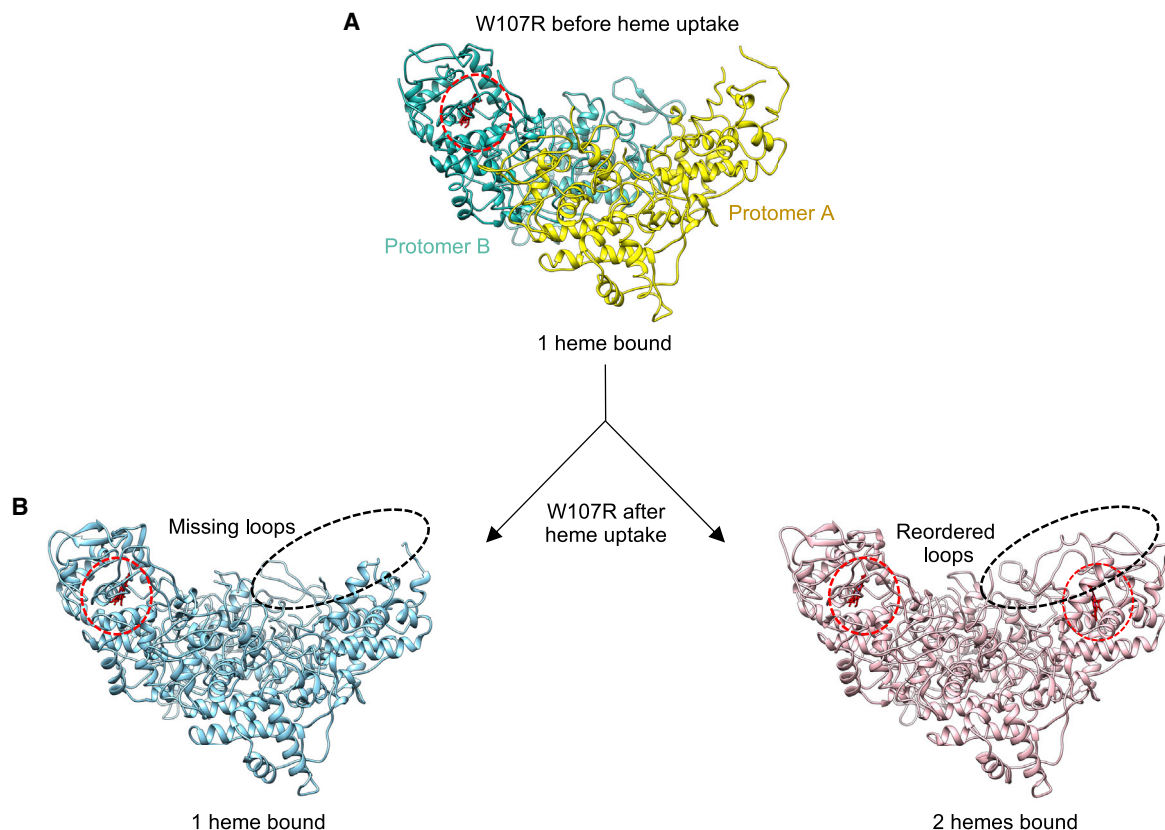 A
W107R before heme uptake
Protomer A
Protomer B
1 heme bound
B
Missing loops
W107R after
heme uptake
Reordered
loops
1 heme bound
2 hemes bound